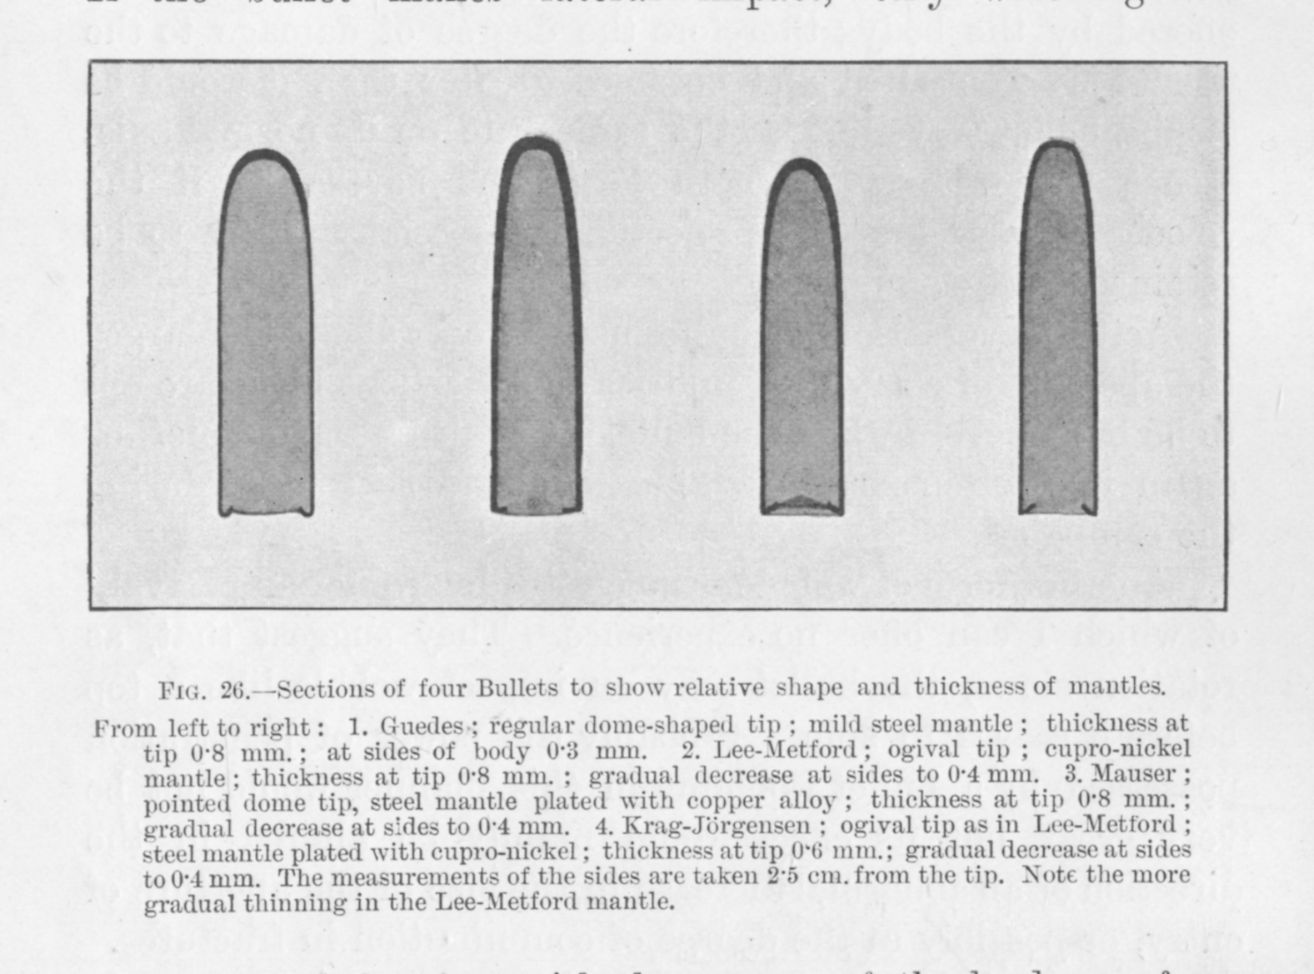 FIG. 26.—Sections of four Bullets to show relative shape and thickness of mantles.
From left to right : 1. Guedes ; regular dome-shaped tip ; mild steel mantle ; thickness at
tip 0·8 mm. ; at sides of body 0·3 mm. 2. Lee-Metford ; ogival tip ; cupro-nickel
mantle ; thickness at tip 0·8 mm. ; gradual decrease at sides to 0·4 mm. 3. Mauser ;
pointed dome tip, steel mantle plated with copper alloy ; thickness at tip 0·8 mm. ;
gradual decrease at sides to 0·4 mm. 4. Krag-Jörgensen ; ogival tip as in Lee-Metford ;
steel mantle plated with cupro-nickel ; thickness at tip 0·6 mm. ; gradual decrease at sides
to 0·4 mm. The measurements of the sides are taken 2·5 cm. from the tip. Note the more
gradual thinning in the Lee-Metford mantle.